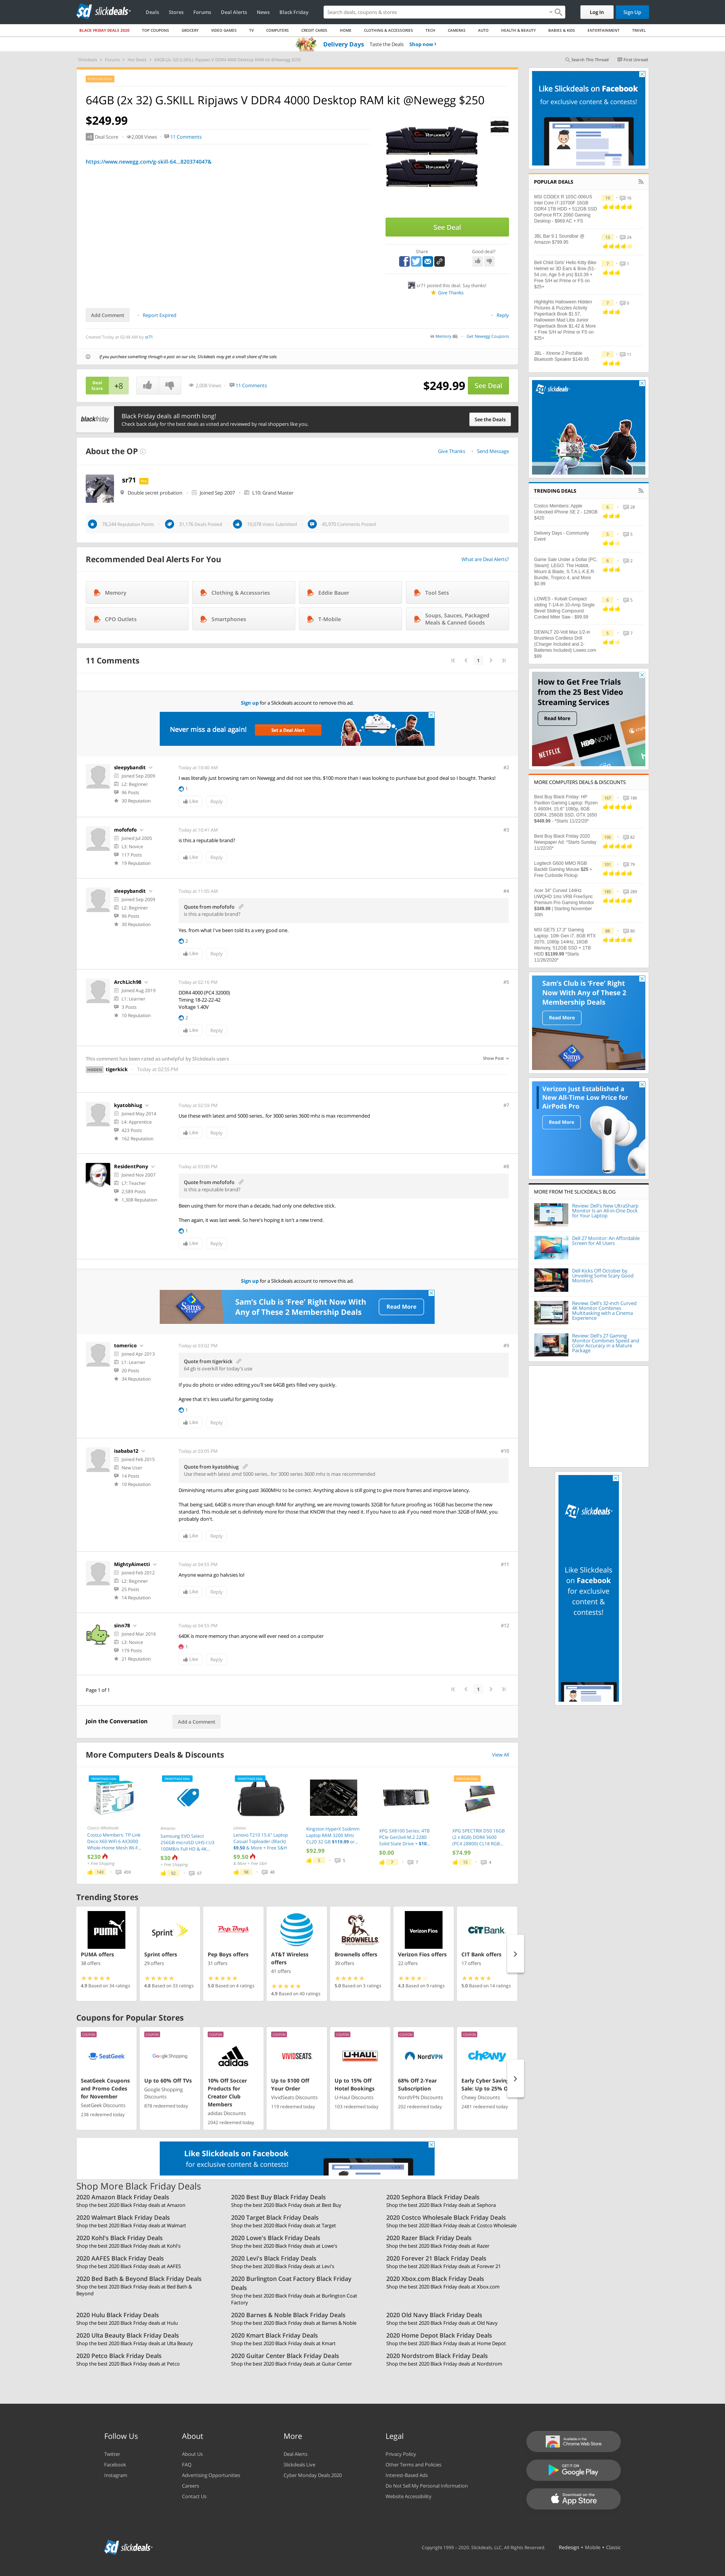 slickdeals
Deals Stores Forums Deal Alerts News Black Friday
Search deals, coupons & stores
Log In
Sign Up
BLACK FRIDAY DEALS 2020 TOP COUPONS GROCERY VIDEO GAMES TV COMPUTERS CREDIT CARDS HOME CLOTHING & ACCESSORIES TECH CAMERAS AUTO HEALTH & BEAUTY BABIES & KIDS ENTERTAINMENT TRAVEL
Delivery Days Taste the Deals Shop now
Search This Thread First Unread
64GB (2x 32) G.SKILL Ripjaws V DDR4 4000 Desktop RAM kit @Newegg $250
$249.99
+8 Deal Score 2,008 Views 11 Comments
https://www.newegg.com/g-skill-64...820374047&
See Deal
Share
Good deal?
sr71 posted this deal. Say thanks!
Give Thanks
Add Comment Report Expired Reply
Created Today at 02:48 AM by sr71
Get Newegg Coupons
If you purchase something through a post on our site, Slickdeals may get a small share of the sale.
Deal Score +8
2,008 Views 11 Comments
$249.99 See Deal
blackfriday
Black Friday deals all month long!
Check back daily for the best deals as voted and reviewed by real shoppers like you.
See the Deals
About the OP
Give Thanks Send Message
sr71
Double secret probation Joined Sep 2007 L10: Grand Master
78,244 Reputation Points 31,176 Deals Posted 10,078 Votes Submitted 45,970 Comments Posted
Recommended Deal Alerts For You
What are Deal Alerts?
Memory
Clothing & Accessories
Eddie Bauer
Tool Sets
CPO Outlets
Smartphones
T-Mobile
Soups, Sauces, Packaged Meals & Canned Goods
11 Comments
1
Sign up for a Slickdeals account to remove this ad.
Never miss a deal again!
Set a Deal Alert
sleepybandit
Joined Sep 2009
L2: Beginner
96 Posts
30 Reputation
Today at 10:40 AM
#2
I was literally just browsing ram on Newegg and did not see this. $100 more than I was looking to purchase but good deal so I bought. Thanks!
1
Like Reply
mofofofo
Joined Jul 2005
L3: Novice
117 Posts
19 Reputation
Today at 10:41 AM
#3
is this a reputable brand?
Like Reply
sleepybandit
Joined Sep 2009
L2: Beginner
96 Posts
30 Reputation
Today at 11:09 AM
#4
Quote from mofofofo
is this a reputable brand?
Yes, from what I've been told its a very good one.
2
Like Reply
ArchLich98
Joined Aug 2019
L1: Learner
3 Posts
10 Reputation
Today at 02:16 PM
#5
DDR4 4000 (PC4 32000)
Timing 18-22-22-42
Voltage 1.40V
2
Like Reply
This comment has been rated as unhelpful by Slickdeals users
Show Post
tigerkick Today at 02:55 PM
kyatobhiug
Joined May 2014
L4: Apprentice
423 Posts
162 Reputation
Today at 02:59 PM
#7
Use these with latest amd 5000 series.. for 3000 series 3600 mhz is max recommended
Like Reply
ResidentPony
Joined Nov 2007
L7: Teacher
2,589 Posts
1,308 Reputation
Today at 03:00 PM
#8
Quote from mofofofo
is this a reputable brand?
Been using them for more than a decade, had only one defective stick.
Then again, it was last week. So here's hoping it isn't a new trend.
1
Like Reply
Sign up for a Slickdeals account to remove this ad.
Sam's Club is 'Free' Right Now With Any of These 2 Membership Deals
Read More
tomerico
Joined Apr 2013
L1: Learner
20 Posts
34 Reputation
Today at 03:02 PM
#9
Quote from tigerkick
64 gb is overkill for today's use
If you do photo or video editing you'll see 64GB gets filled very quickly.
Agree that it's less useful for gaming today
1
Like Reply
isababa12
Joined Feb 2015
New User
14 Posts
10 Reputation
Today at 03:05 PM
#10
Quote from kyatobhiug
Use these with latest amd 5000 series.. for 3000 series 3600 mhz is max recommended
Diminishing returns after going past 3600MHz to be correct. Anything above is still going to give more frames and improve latency.
That being said, 64GB is more than enough RAM for anything, we are moving towards 32GB for future proofing as 16GB has become the new standard. This module set is definitely more for those that KNOW that they need it. If you have to ask if you need more than 32GB of RAM, you probably don't.
Like Reply
MightyAimetti
Joined Feb 2012
L2: Beginner
25 Posts
14 Reputation
Today at 04:35 PM
#11
Anyone wanna go halvsies lol
Like Reply
sinn78
Joined Mar 2016
L3: Novice
179 Posts
21 Reputation
Today at 04:53 PM
#12
640K is more memory than anyone will ever need on a computer
1
Like Reply
Page 1 of 1
1
Join the Conversation
Add a Comment
More Computers Deals & Discounts
View All
Costco Members: TP-Link Deco X60 WiFi 6 AX3000 Whole-Home Mesh Wi-F...
$230
+ Free Shipping
Amazon
Samsung EVO Select 256GB microSD UHS-I U3 100MB/s Full HD & 4K...
$30
+ Free Shipping
Lenovo
Lenovo T210 15.6" Laptop Casual Toploader (Black) $9.50 & More + Free S&H
$9.50
Kingston HyperX Sodimm Laptop RAM 3200 MHz CL20 32 GB $119.99 or...
$92.99
XPG SX8100 Series: 4TB PCIe Gen3x4 M.2 2280 Solid State Drive +
$0.00
XPG SPECTRIX D50 16GB (2 x 8GB) DDR4 3600 (PC4 28800) CL18 RGB...
$74.99
Trending Stores
PUMA offers
38 offers
4.9 Based on 34 ratings
Sprint offers
29 offers
4.8 Based on 33 ratings
Pep Boys offers
31 offers
5.0 Based on 4 ratings
AT&T Wireless offers
41 offers
4.9 Based on 40 ratings
Brownells offers
39 offers
5.0 Based on 3 ratings
Verizon Fios offers
22 offers
4.3 Based on 9 ratings
CIT Bank offers
17 offers
5.0 Based on 14 ratings
Coupons for Popular Stores
SeatGeek Coupons and Promo Codes for November
SeatGeek Discounts
238 redeemed today
Up to 60% Off TVs
Google Shopping Discounts
878 redeemed today
10% Off Soccer Products for Creator Club Members
adidas Discounts
2042 redeemed today
Up to $100 Off Your Order
VividSeats Discounts
119 redeemed today
Up to 15% Off Hotel Bookings
U-Haul Discounts
103 redeemed today
68% Off 2-Year Subscription
NordVPN Discounts
202 redeemed today
Early Cyber Savings Sale: Up to 25% O
Chewy Discounts
2481 redeemed today
Like Slickdeals on Facebook
for exclusive content & contests!
Shop More Black Friday Deals
2020 Amazon Black Friday Deals
Shop the best 2020 Black Friday deals at Amazon
2020 Best Buy Black Friday Deals
Shop the best 2020 Black Friday deals at Best Buy
2020 Sephora Black Friday Deals
Shop the best 2020 Black Friday deals at Sephora
2020 Walmart Black Friday Deals
Shop the best 2020 Black Friday deals at Walmart
2020 Target Black Friday Deals
Shop the best 2020 Black Friday deals at Target
2020 Costco Wholesale Black Friday Deals
Shop the best 2020 Black Friday deals at Costco Wholesale
2020 Kohl's Black Friday Deals
Shop the best 2020 Black Friday deals at Kohl's
2020 Lowe's Black Friday Deals
Shop the best 2020 Black Friday deals at Lowe's
2020 Razer Black Friday Deals
Shop the best 2020 Black Friday deals at Razer
2020 AAFES Black Friday Deals
Shop the best 2020 Black Friday deals at AAFES
2020 Levi's Black Friday Deals
Shop the best 2020 Black Friday deals at Levi's
2020 Forever 21 Black Friday Deals
Shop the best 2020 Black Friday deals at Forever 21
2020 Bed Bath & Beyond Black Friday Deals
Shop the best 2020 Black Friday deals at Bed Bath & Beyond
2020 Burlington Coat Factory Black Friday Deals
Shop the best 2020 Black Friday deals at Burlington Coat Factory
2020 Xbox.com Black Friday Deals
Shop the best 2020 Black Friday deals at Xbox.com
2020 Hulu Black Friday Deals
Shop the best 2020 Black Friday deals at Hulu
2020 Barnes & Noble Black Friday Deals
Shop the best 2020 Black Friday deals at Barnes & Noble
2020 Old Navy Black Friday Deals
Shop the best 2020 Black Friday deals at Old Navy
2020 Ulta Beauty Black Friday Deals
Shop the best 2020 Black Friday deals at Ulta Beauty
2020 Kmart Black Friday Deals
Shop the best 2020 Black Friday deals at Kmart
2020 Home Depot Black Friday Deals
Shop the best 2020 Black Friday deals at Home Depot
2020 Petco Black Friday Deals
Shop the best 2020 Black Friday deals at Petco
2020 Guitar Center Black Friday Deals
Shop the best 2020 Black Friday deals at Guitar Center
2020 Nordstrom Black Friday Deals
Shop the best 2020 Black Friday deals at Nordstrom
Like Slickdeals on Facebook
for exclusive content & contests!
POPULAR DEALS
MSI CODEX R 10SC-006US Intel Core i7-10700F 16GB DDR4 1TB HDD + 512GB SSD GeForce RTX 2060 Gaming Desktop - $969 AC + FS
JBL Bar 9.1 Soundbar @ Amazon $799.95
Bell Child Girls' Hello Kitty Bike Helmet w/ 3D Ears & Bow (51-54 cm, Age 5-8 yrs) $10.39 + Free S/H w/ Prime or FS on $25+
Highlights Halloween Hidden Pictures & Puzzles Activity Paperback Book $1.57, Halloween Mad Libs Junior Paperback Book $1.42 & More + Free S/H w/ Prime or FS on $25+
JBL - Xtreme 2 Portable Bluetooth Speaker $149.95
slickdeals
TRENDING DEALS
Costco Members: Apple Unlocked iPhone SE 2 - 128GB $420
Delivery Days - Community Event
Game Sale Under a Dollar [PC, Steam]: LEGO: The Hobbit, Mount & Blade, S.T.A.L.K.E.R. Bundle, Tropico 4, and More $0.99
LOWES - Kobalt Compact sliding 7-1/4-in 10-Amp Single Bevel Sliding Compound Corded Miter Saw - $99.99
DEWALT 20-Volt Max 1/2-in Brushless Cordless Drill (Charger Included and 2-Batteries Included) Lowes.com $99
How to Get Free Trials from the 25 Best Video Streaming Services
Read More
NETFLIX
HBO NOW
MORE COMPUTERS DEALS & DISCOUNTS
Best Buy Black Friday: HP Pavilion Gaming Laptop: Ryzen 5 4600H, 15.6" 1080p, 8GB DDR4, 256GB SSD, GTX 1650 $449.99 - *Starts 11/22/20*
Best Buy Black Friday 2020 Newspaper Ad: *Starts Sunday 11/22/20*
Logitech G600 MMO RGB Backlit Gaming Mouse $25 + Free Curbside Pickup
Acer 34" Curved 144Hz UWQHD 1ms VRB FreeSync Premium Pro Gaming Monitor $349.99 | Starting November 30th
MSI GE75 17.3" Gaming Laptop: 10th Gen i7, 8GB RTX 2070, 1080p 144Hz, 16GB Memory, 512GB SSD + 1TB HDD $1199.99 *Starts 11/26/2020*
Sam's Club is 'Free' Right Now With Any of These 2 Membership Deals
Read More
Verizon Just Established a New All-Time Low Price for AirPods Pro
Read More
MORE FROM THE SLICKDEALS BLOG
Review: Dell's New UltraSharp Monitor Is an All-in-One Dock for Your Laptop
Dell 27 Monitor: An Affordable Screen for All Users
Dell Kicks Off October by Unveiling Some Scary Good Monitors
Review: Dell's 32-inch Curved 4K Monitor Combines Multitasking with a Cinema Experience
Review: Dell's 27 Gaming Monitor Combines Speed and Color Accuracy in a Mature Package
slickdeals
Like Slickdeals on Facebook for exclusive content & contests!
Follow Us
Twitter
Facebook
Instagram
About
About Us
FAQ
Advertising Opportunities
Careers
Contact Us
More
Deal Alerts
Slickdeals Live
Cyber Monday Deals 2020
Legal
Privacy Policy
Other Terms and Policies
Interest-Based Ads
Do Not Sell My Personal Information
Website Accessibility
Available in the Chrome Web Store
GET IT ON Google Play
Download on the App Store
slickdeals
Copyright 1999 – 2020. Slickdeals, LLC. All Rights Reserved. Redesign • Mobile • Classic